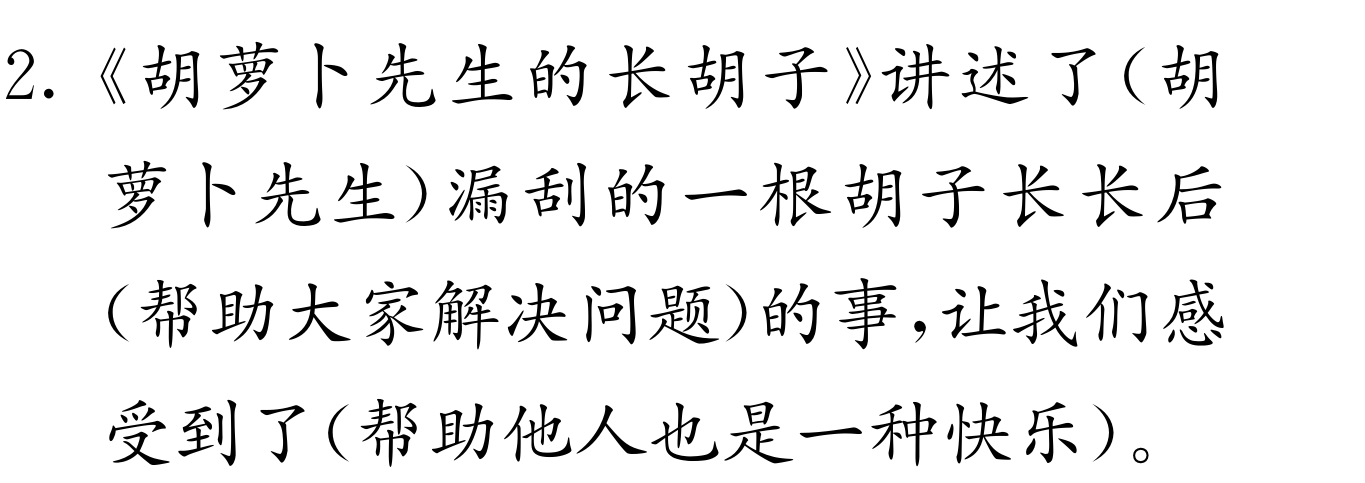 2.《胡萝卜先生的长胡子》讲述了(胡
萝卜先生)漏刮的一根胡子长长后
(帮助大家解决问题)的事,让我们感
受到了(帮助他人也是一种快乐)。